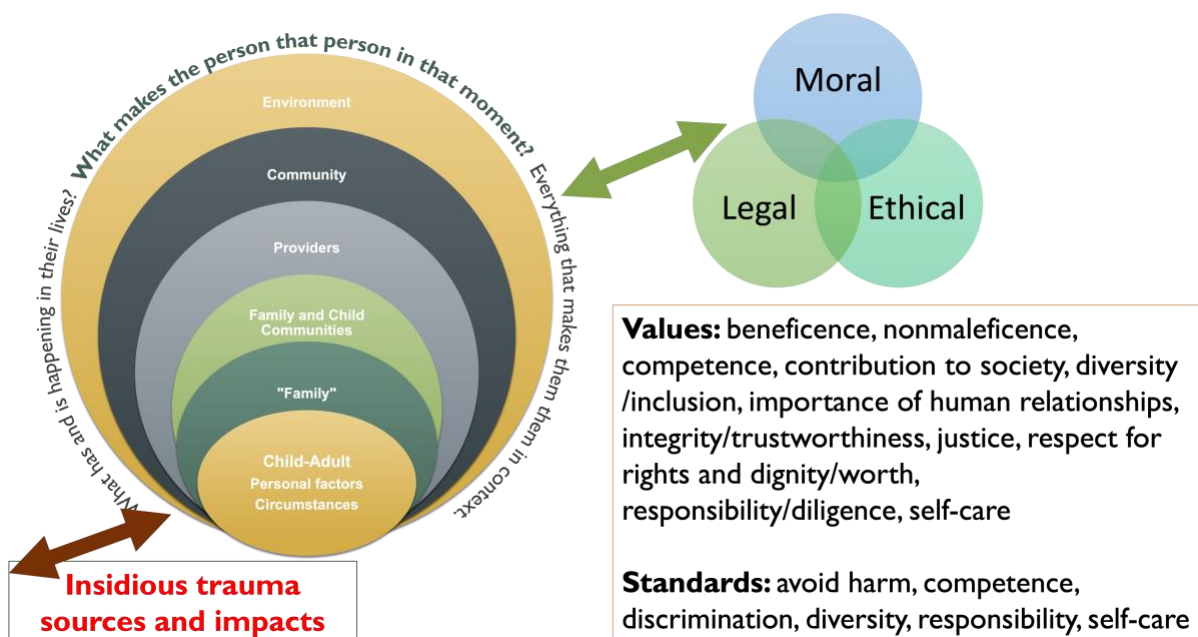 What has and is happening in their lives? What makes the person that person in that moment? Everything that makes them them in context.
Environment
Community
Providers
Family and Child
Communities
"Family"
Child-Adult
Personal factors
Circumstances
Insidious trauma
sources and impacts
Moral
Legal
Ethical
Values: beneficence, nonmaleficence,
competence, contribution to society, diversity
/inclusion, importance of human relationships,
integrity/trustworthiness, justice, respect for
rights and dignity/worth,
responsibility/diligence, self-care
Standards: avoid harm, competence,
discrimination, diversity, responsibility, self-care